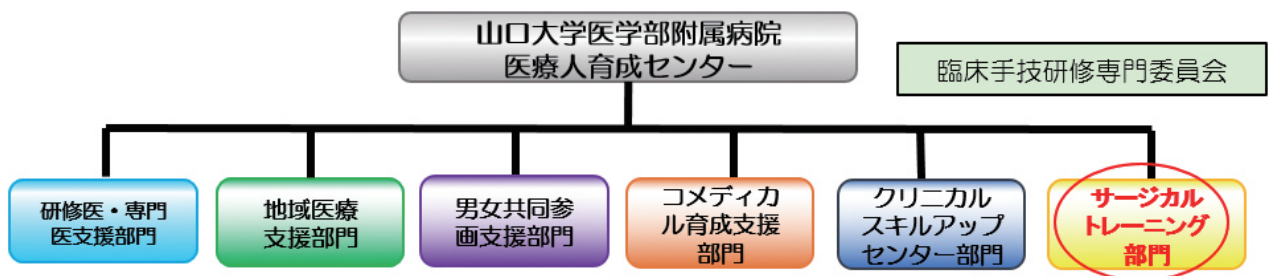 山口大学医学部附属病院
医療人育成センター
臨床手技研修専門委員会
研修医・専門
医支援部門
地域医療
支援部門
男女共同参
画支援部門
コメディカ
ル育成支援
部門
クリニカル
スキルアップ
センター部門
サージカル
トレーニング
部門